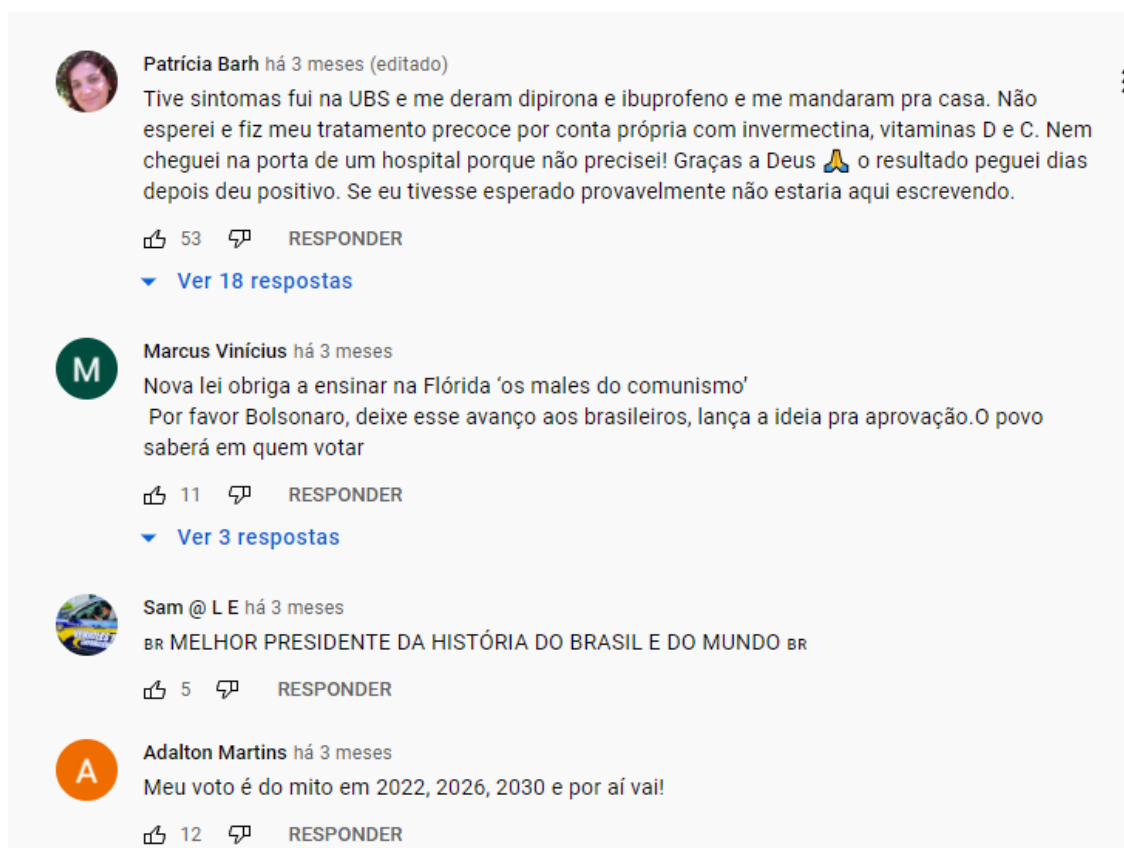 Patrícia Barh há 3 meses (editado)
Tive sintomas fui na UBS e me deram dipirona e ibuprofeno e me mandaram pra casa. Não
esperei e fiz meu tratamento precoce por conta própria com invermectina, vitaminas D e C. Nem
cheguei na porta de um hospital porque não precisei! Graças a Deus 🙏 o resultado peguei dias
depois deu positivo. Se eu tivesse esperado provavelmente não estaria aqui escrevendo.
53 RESPONDER
Ver 18 respostas
M
Marcus Vinícius há 3 meses
Nova lei obriga a ensinar na Flórida ‘os males do comunismo’
Por favor Bolsonaro, deixe esse avanço aos brasileiros, lança a ideia pra aprovação.O povo
saberá em quem votar
11 RESPONDER
Ver 3 respostas
Sam @ L E há 3 meses
BR MELHOR PRESIDENTE DA HISTÓRIA DO BRASIL E DO MUNDO BR
5 RESPONDER
A
Adalton Martins há 3 meses
Meu voto é do mito em 2022, 2026, 2030 e por aí vai!
12 RESPONDER